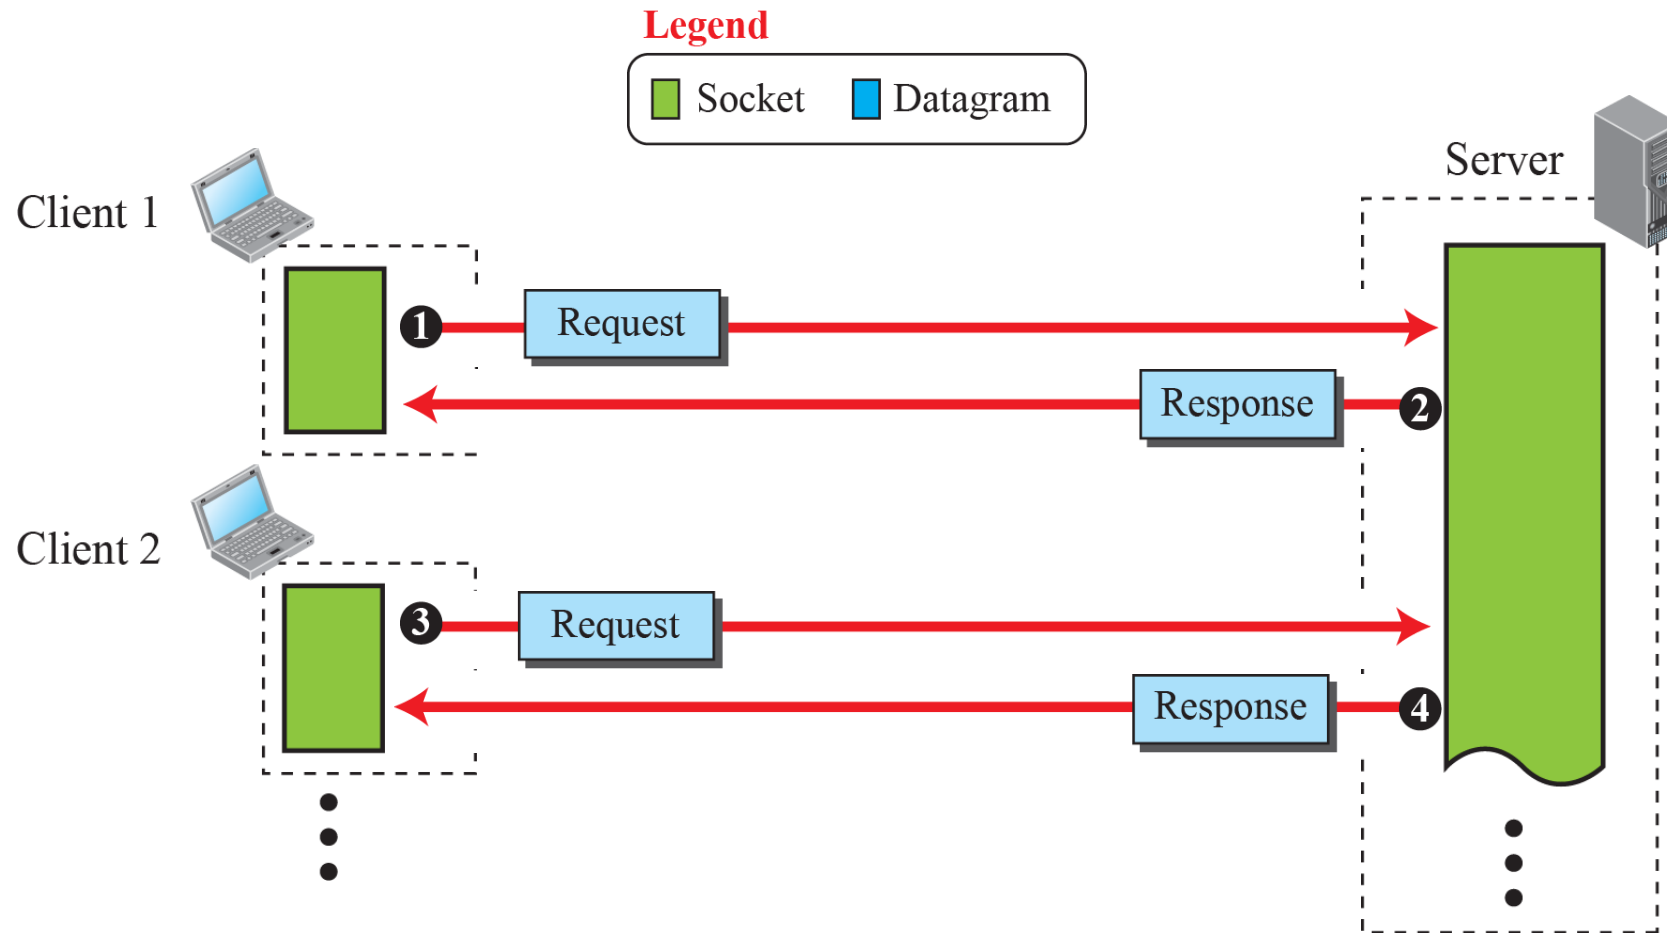 Legend
Socket Datagram
Server
Client 1
1 Request
Response 2
Client 2
3 Request
Response 4